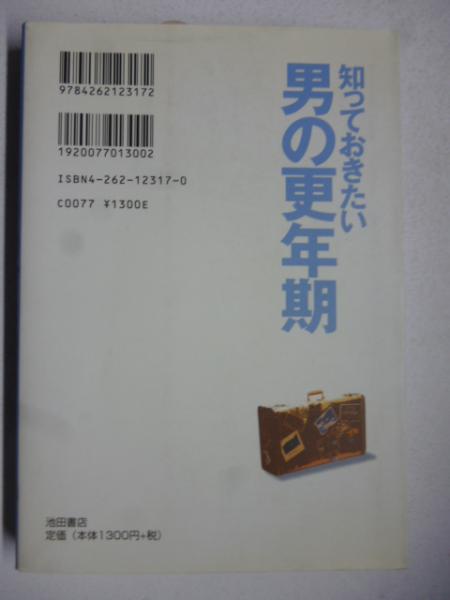 9784262123172
1920077013002
ISBN4-262-12317-0
C0077 ¥1300E
知っておきたい
男の更年期
池田書店
定価（本体1300円+税）